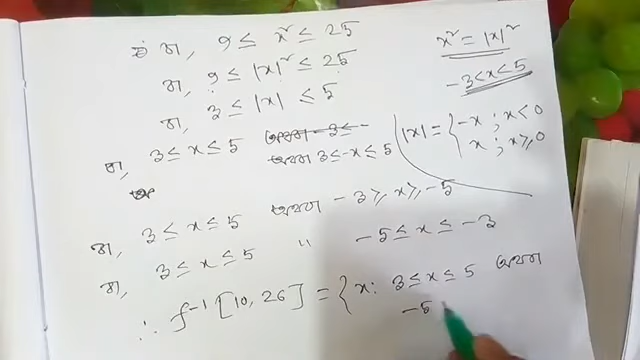 বা, 9 ≤ x² ≤ 25
বা, 9 ≤ |x|² ≤ 25
বা, 3 ≤ |x| ≤ 5
বা, 3 ≤ x ≤ 5 অথবা 3 ≤ -x ≤ 5
বা, 3 ≤ x ≤ 5 অথবা -3 ≥ x ≥ -5
বা, 3 ≤ x ≤ 5 " -5 ≤ x ≤ -3
∴ f⁻¹[10, 26] = { x: 3 ≤ x ≤ 5 অথবা
-5
x² = |x|²
-3<x≤5
|x| = { -x ; x<0
x ; x≥0